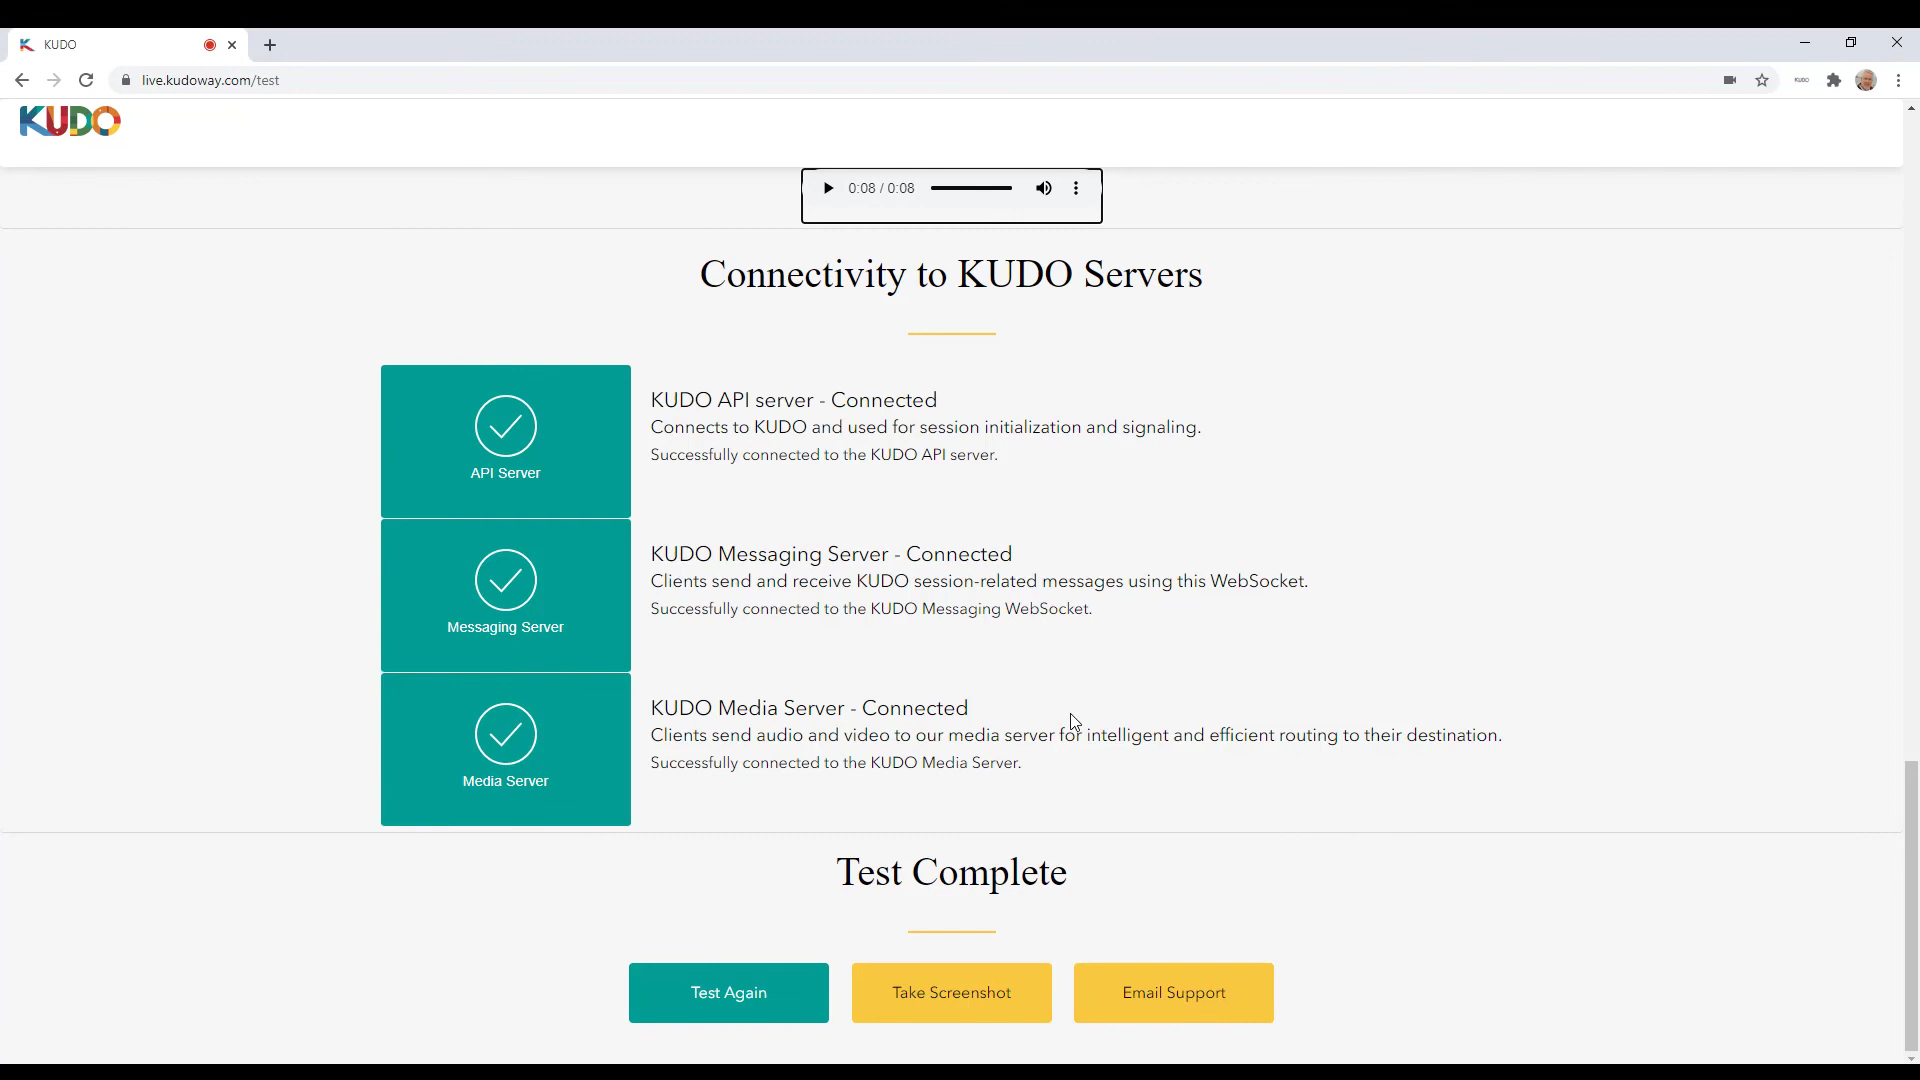 KUDO
live.kudoway.com/test
KUDO
KUDO
0:08 / 0:08
Connectivity to KUDO Servers
API Server
KUDO API server - Connected
Connects to KUDO and used for session initialization and signaling.
Successfully connected to the KUDO API server.
Messaging Server
KUDO Messaging Server - Connected
Clients send and receive KUDO session-related messages using this WebSocket.
Successfully connected to the KUDO Messaging WebSocket.
Media Server
KUDO Media Server - Connected
Clients send audio and video to our media server for intelligent and efficient routing to their destination.
Successfully connected to the KUDO Media Server.
Test Complete
Test Again
Take Screenshot
Email Support